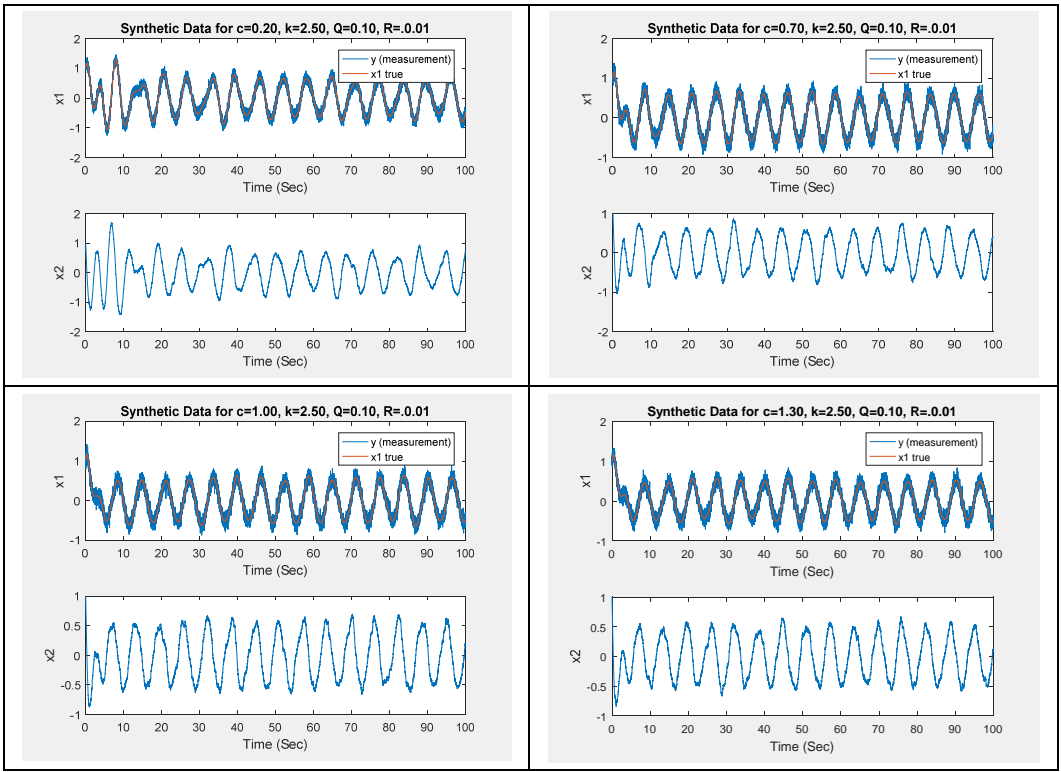 Synthetic Data for c=0.20, k=2.50, Q=0.10, R=.0.01
2
1
0
-1
-2
x1
y (measurement)
x1 true
0 10 20 30 40 50 60 70 80 90 100
Time (Sec)
2
1
0
-1
-2
x2
0 10 20 30 40 50 60 70 80 90 100
Time (Sec)
Synthetic Data for c=0.70, k=2.50, Q=0.10, R=.0.01
2
1
0
-1
x1
y (measurement)
x1 true
0 10 20 30 40 50 60 70 80 90 100
Time (Sec)
1
0
-1
-2
x2
0 10 20 30 40 50 60 70 80 90 100
Time (Sec)
Synthetic Data for c=1.00, k=2.50, Q=0.10, R=.0.01
2
1
0
-1
x1
y (measurement)
x1 true
0 10 20 30 40 50 60 70 80 90 100
Time (Sec)
1
0.5
0
-0.5
-1
x2
0 10 20 30 40 50 60 70 80 90 100
Time (Sec)
Synthetic Data for c=1.30, k=2.50, Q=0.10, R=.0.01
2
1
0
-1
x1
y (measurement)
x1 true
0 10 20 30 40 50 60 70 80 90 100
Time (Sec)
1
0.5
0
-0.5
-1
x2
0 10 20 30 40 50 60 70 80 90 100
Time (Sec)